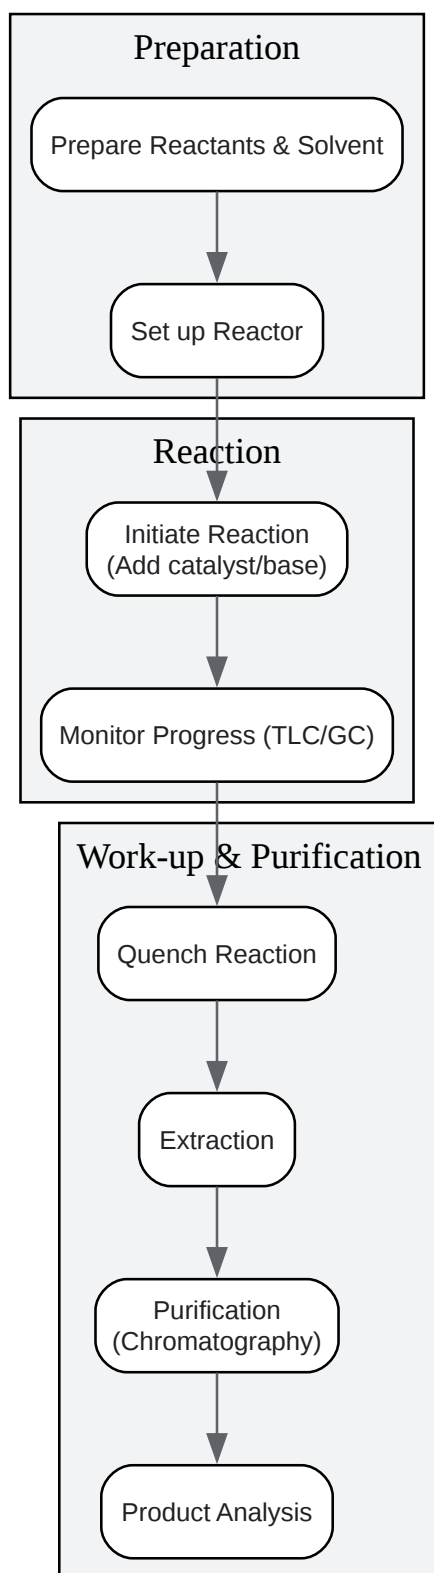 Preparation
Prepare Reactants & Solvent
Set up Reactor
Reaction
Initiate Reaction
(Add catalyst/base)
Monitor Progress (TLC/GC)
Work-up & Purification
Quench Reaction
Extraction
Purification
(Chromatography)
Product Analysis